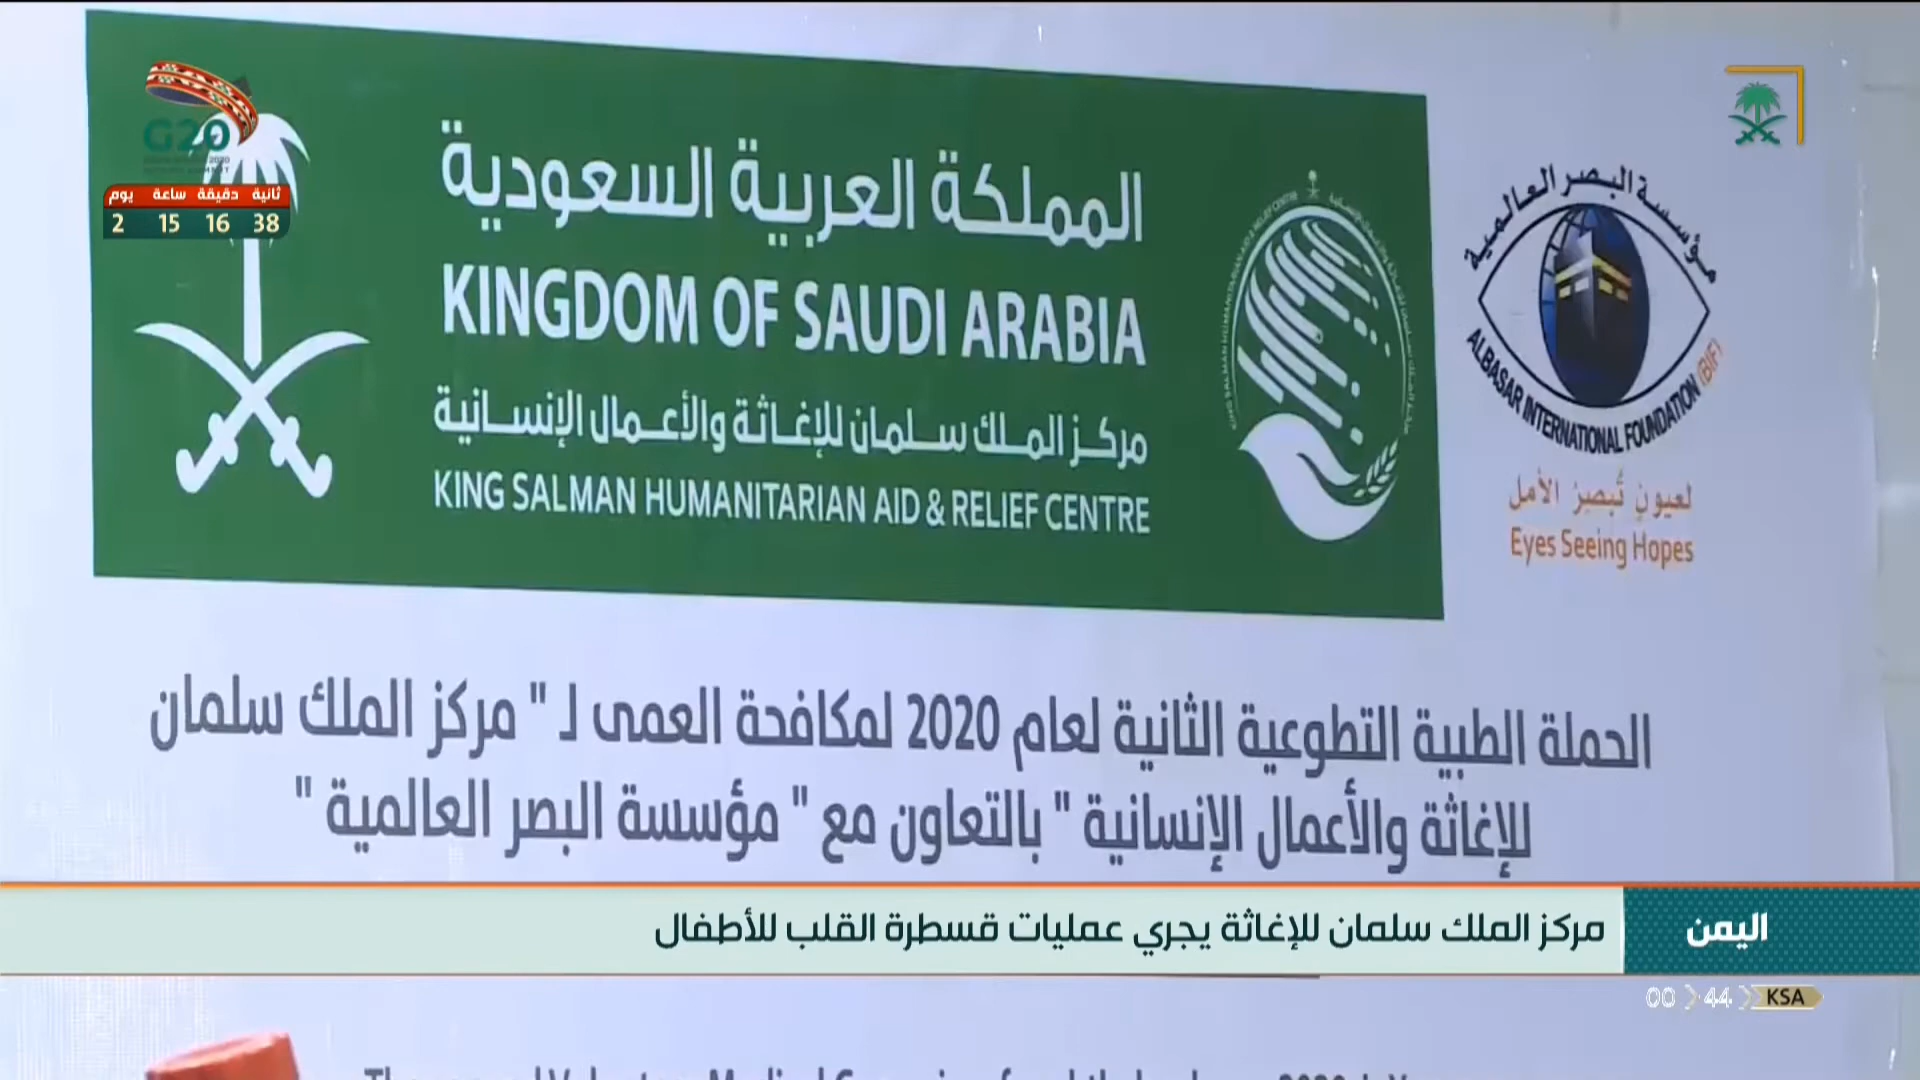 G20
ثانية دقيقة ساعة يوم
2 15 16 38
المملكة العربية السعودية
KINGDOM OF SAUDI ARABIA
مركز الملك سلمان للإغاثة والأعمال الإنسانية
KING SALMAN HUMANITARIAN AID & RELIEF CENTRE
مؤسسة البصر العالمية
ALBASAR INTERNATIONAL FOUNDATION (BIF)
لعيونٍ تُبصِرَ الأمل
Eyes Seeing Hopes
الحملة الطبية التطوعية الثانية لعام 2020 لمكافحة العمى لـ " مركز الملك سلمان
للإغاثة والأعمال الإنسانية " بالتعاون مع " مؤسسة البصر العالمية "
اليمن
مركز الملك سلمان للإغاثة يجري عمليات قسطرة القلب للأطفال
00 44 KSA